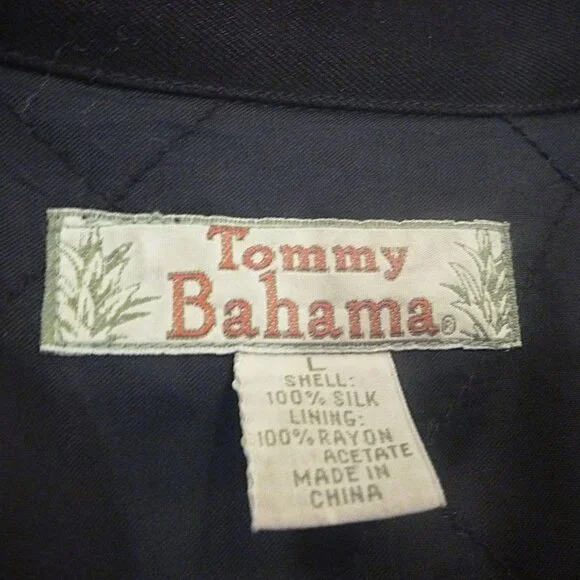 Tommy
Bahama®
L
SHELL:
100% SILK
LINING:
100% RAYON
ACETATE
MADE IN
CHINA